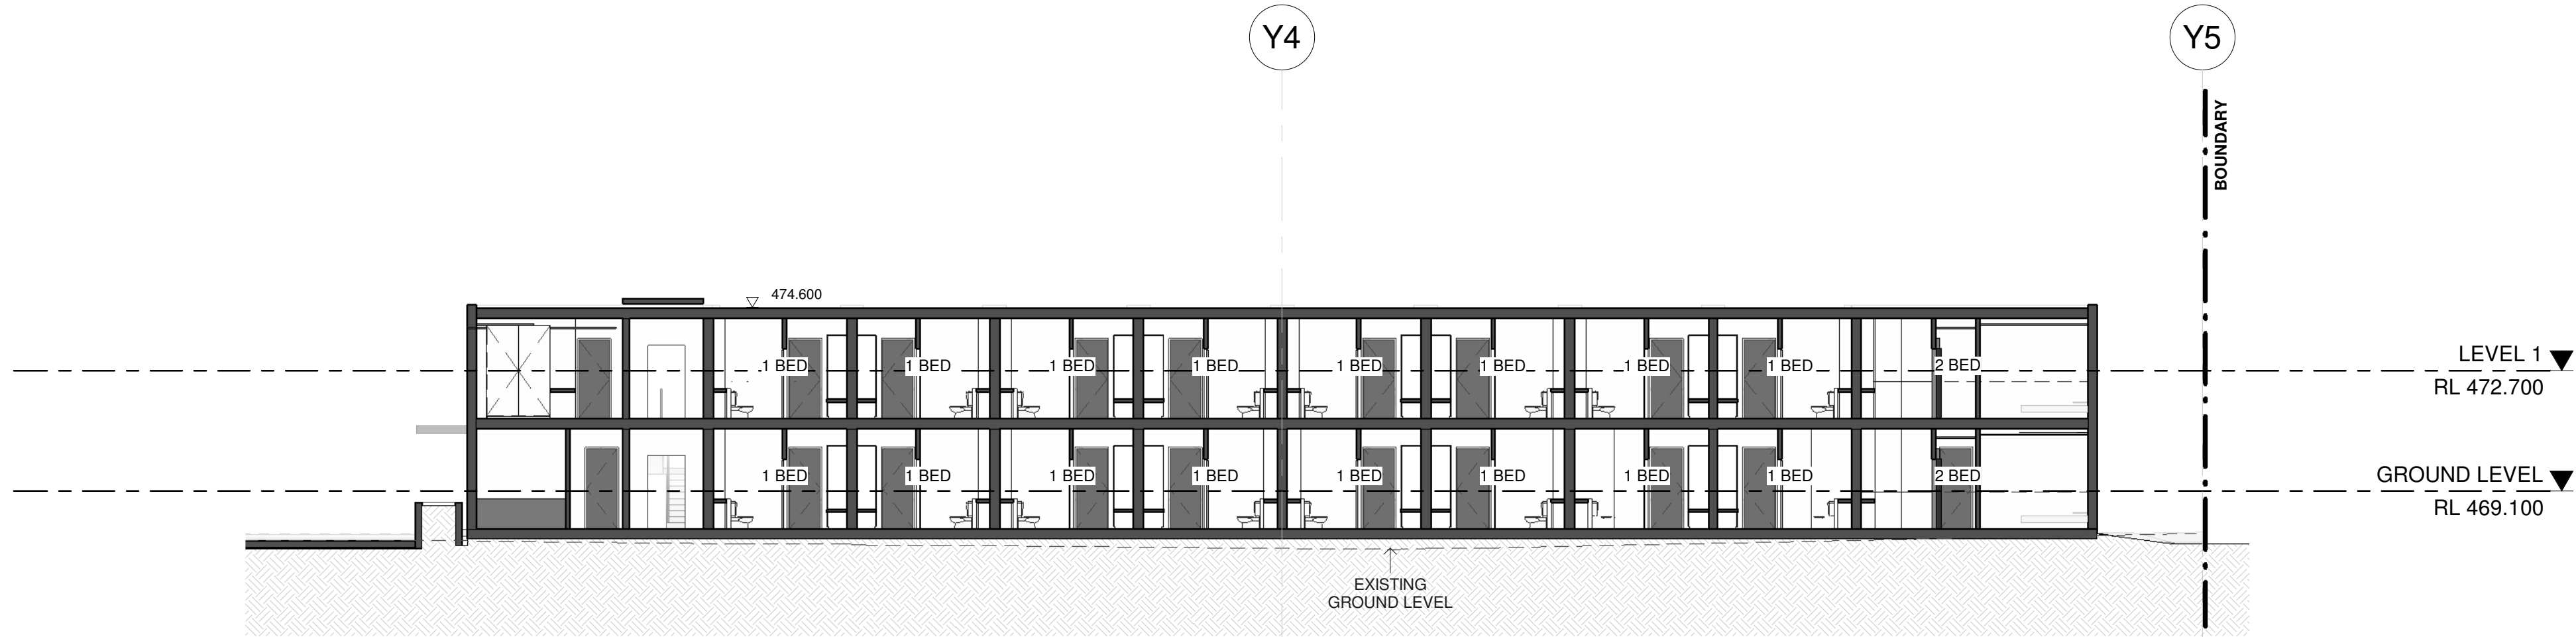 Y4
Y5
BOUNDARY
474.600
1 BED
1 BED
1 BED
1 BED
1 BED
1 BED
1 BED
1 BED
2 BED
LEVEL 1
RL 472.700
1 BED
1 BED
1 BED
1 BED
1 BED
1 BED
1 BED
1 BED
2 BED
GROUND LEVEL
RL 469.100
EXISTING
GROUND LEVEL